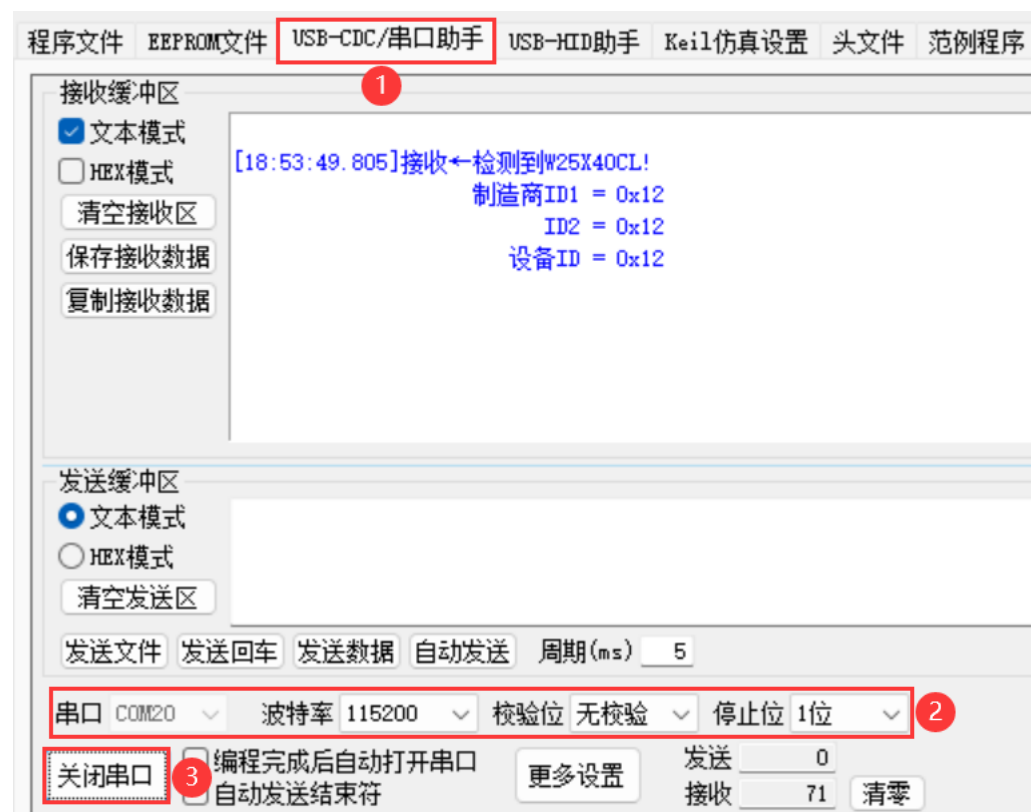 程序文件 EEPROM文件 USB-CDC/串口助手 USB-HID助手 Keil仿真设置 头文件 范例程序
1
接收缓冲区
文本模式
HEX模式
清空接收区
保存接收数据
复制接收数据
[18:53:49.805]接收←检测到W25X40CL!
制造商ID1 = 0x12
ID2 = 0x12
设备ID = 0x12
发送缓冲区
文本模式
HEX模式
清空发送区
发送文件 发送回车 发送数据 自动发送 周期(ms) 5
串口 COM20 波特率 115200 校验位 无校验 停止位 1位 2
关闭串口 3 编程完成后自动打开串口
自动发送结束符
更多设置
发送 0
接收 71 清零